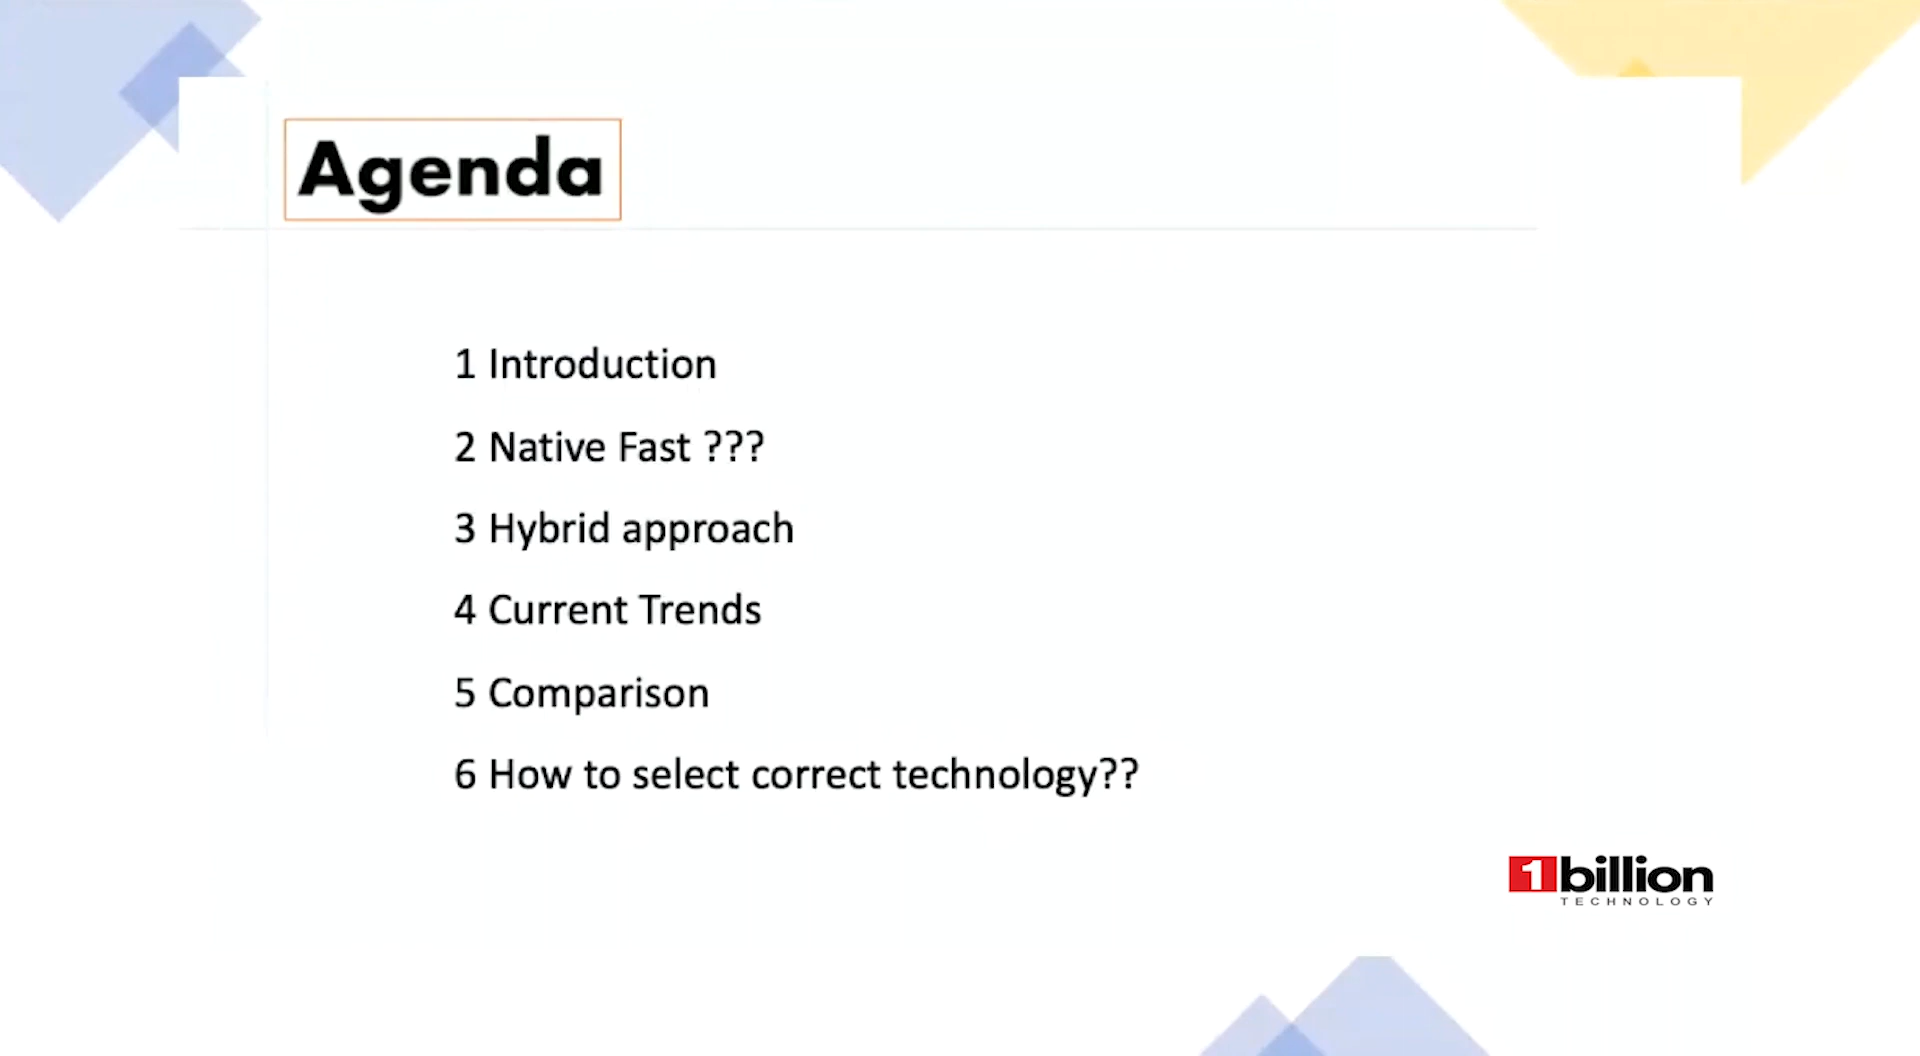 Agenda
1 Introduction
2 Native Fast ???
3 Hybrid approach
4 Current Trends
5 Comparison
6 How to select correct technology??
1billion
TECHNOLOGY